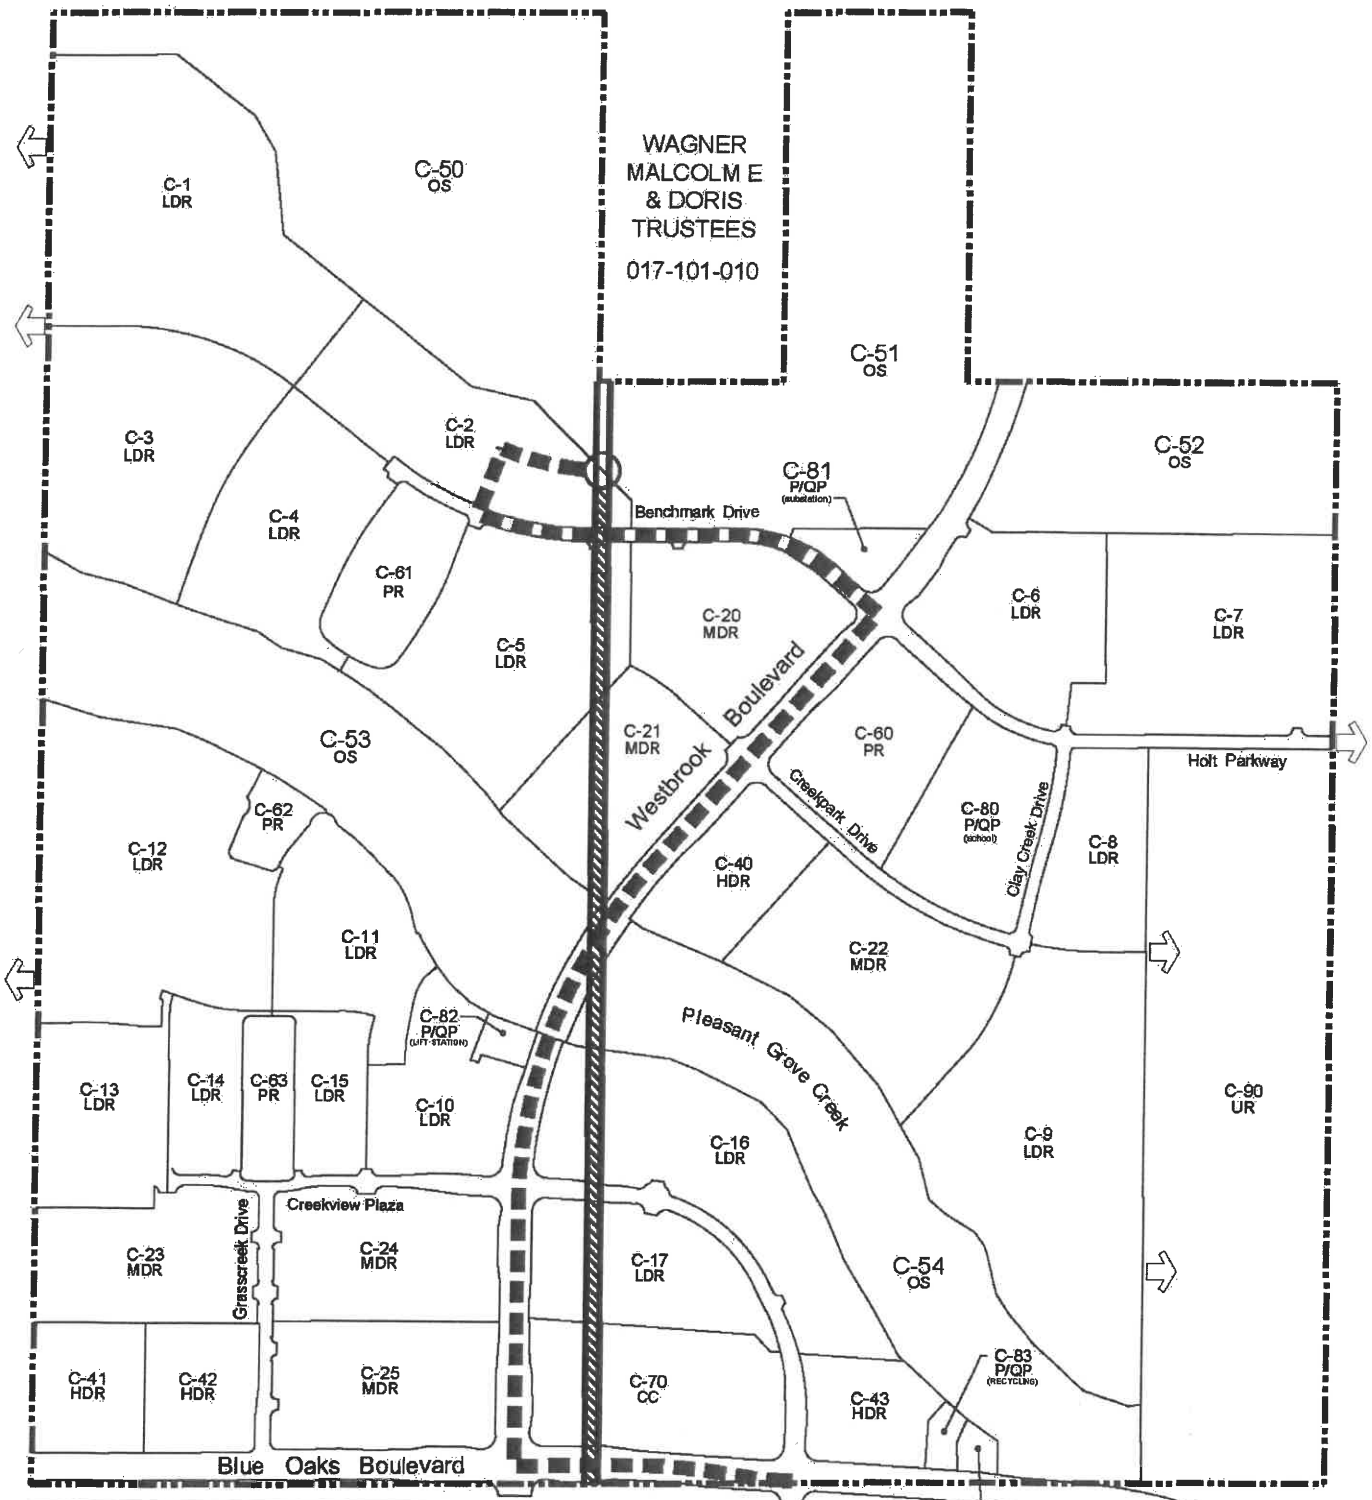 WAGNER
MALCOLM E
& DORIS
TRUSTEES
017-101-010
C-50
OS
C-1
LDR
C-51
OS
C-2
LDR
C-3
LDR
C-52
OS
C-81
P/QP
(substation)
Benchmark Drive
C-4
LDR
C-61
PR
C-6
LDR
C-7
LDR
C-20
MDR
C-5
LDR
Westbrook Boulevard
C-21
MDR
C-60
PR
C-53
OS
Holt Parkway
Creekpark Drive
C-80
P/QP
(school)
Clay Creek Drive
C-62
PR
C-12
LDR
C-8
LDR
C-40
HDR
C-11
LDR
C-22
MDR
C-82
P/QP
(LIFT-STATION)
Pleasant Grove Creek
C-13
LDR
C-14
LDR
C-63
PR
C-15
LDR
C-10
LDR
C-90
UR
C-16
LDR
C-9
LDR
Creekview Plaza
Grasscreek Drive
C-23
MDR
C-24
MDR
C-17
LDR
C-54
OS
C-41
HDR
C-42
HDR
C-25
MDR
C-70
CC
C-43
HDR
C-83
P/QP
(RECYCLING)
Blue Oaks Boulevard